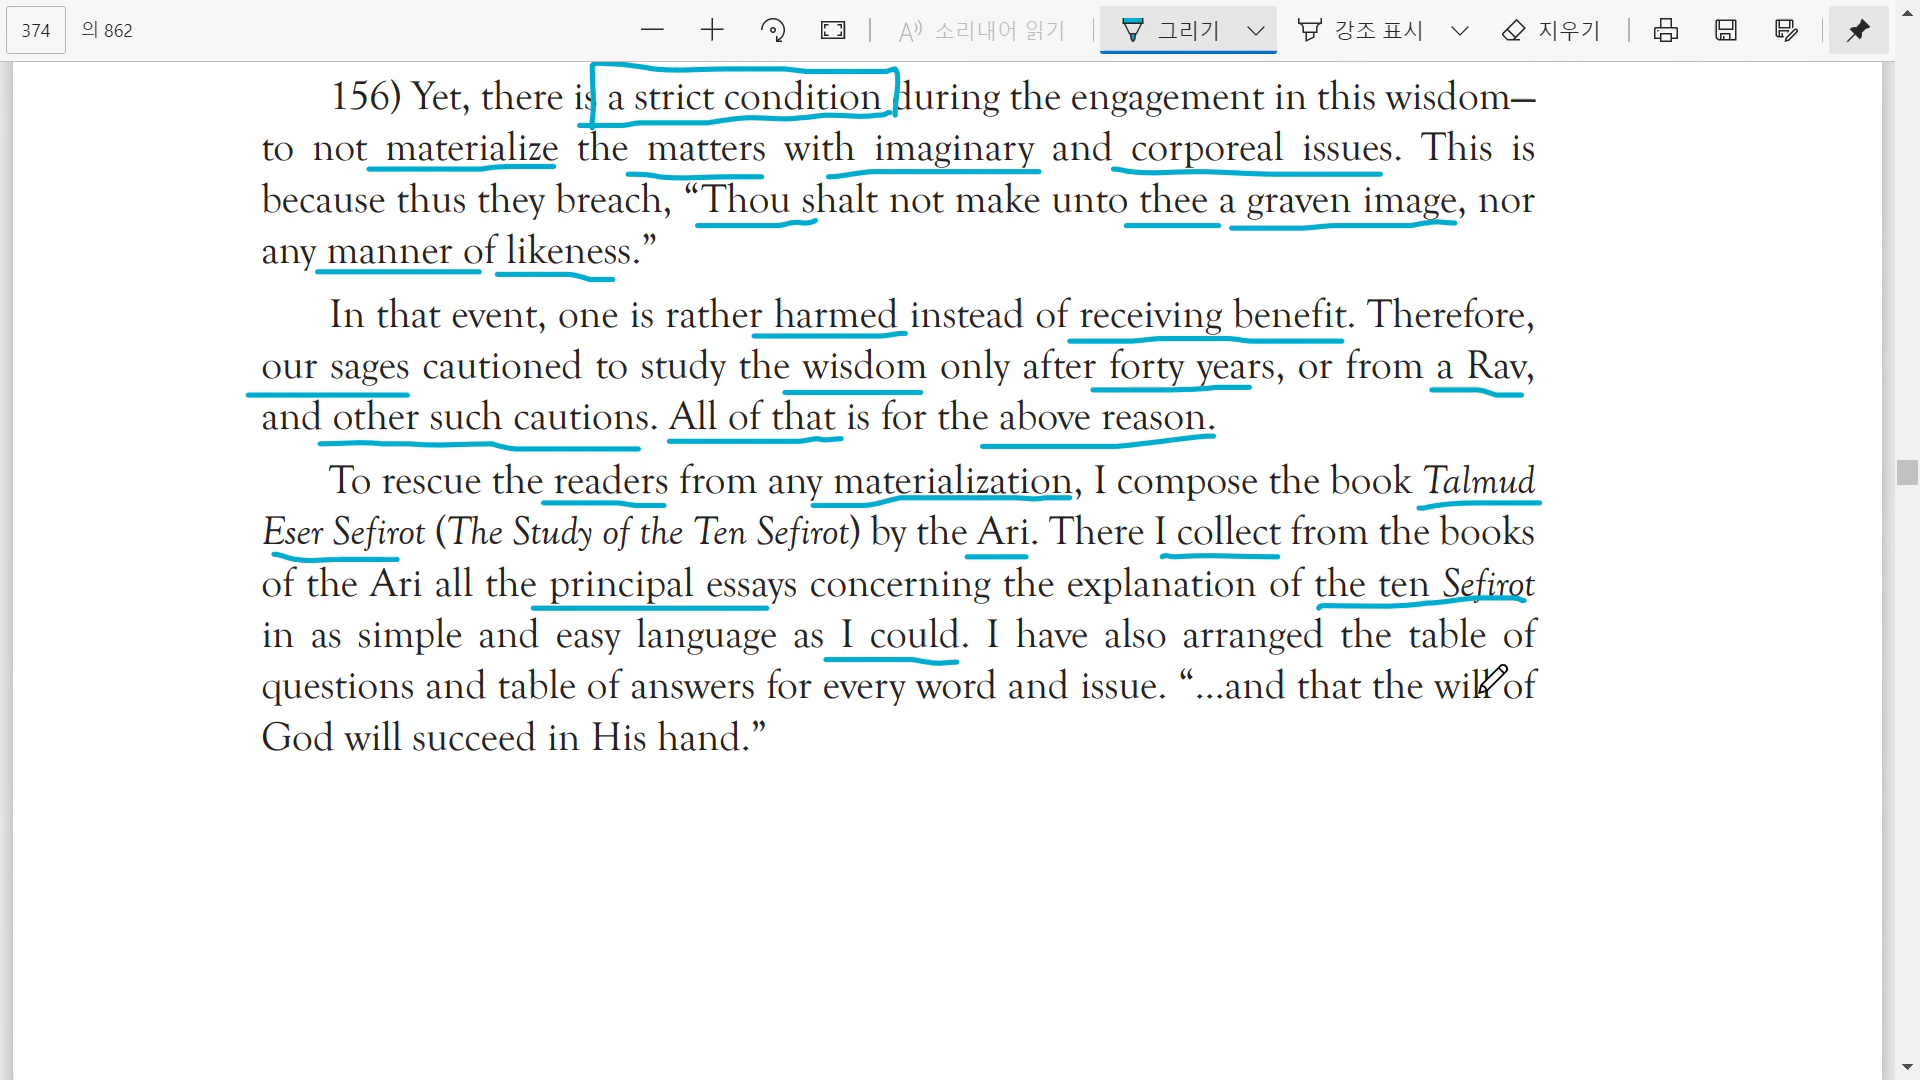 374 의 862 A 소리내어 읽기 그리기 강조 표시 지우기
156) Yet, there is a strict condition during the engagement in this wisdom—
to not materialize the matters with imaginary and corporeal issues. This is
because thus they breach, “Thou shalt not make unto thee a graven image, nor
any manner of likeness.”
In that event, one is rather harmed instead of receiving benefit. Therefore,
our sages cautioned to study the wisdom only after forty years, or from a Rav,
and other such cautions. All of that is for the above reason.
To rescue the readers from any materialization, I compose the book Talmud
Eser Sefirot (The Study of the Ten Sefirot) by the Ari. There I collect from the books
of the Ari all the principal essays concerning the explanation of the ten Sefirot
in as simple and easy language as I could. I have also arranged the table of
questions and table of answers for every word and issue. “...and that the will of
God will succeed in His hand.”